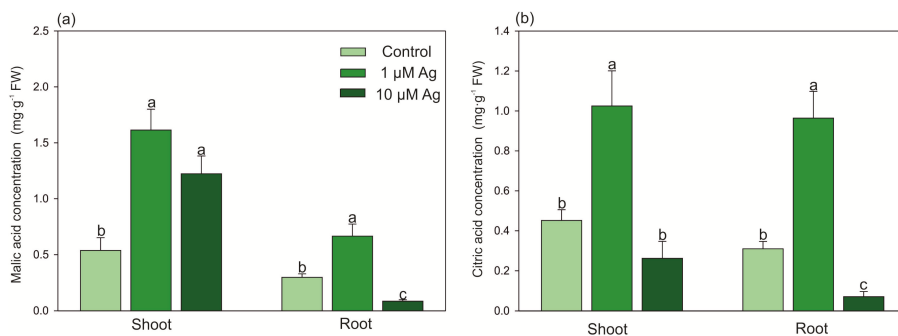 (a)
Malic acid concentration (mg·g-1 FW)
2.5
2.0
1.5
1.0
0.5
0.0
Control
1 μM Ag
10 μM Ag
b
a
a
b
a
c
Shoot
Root
(b)
Citric acid concentration (mg·g-1 FW)
1.4
1.2
1.0
0.8
0.6
0.4
0.2
0.0
b
a
b
b
a
c
Shoot
Root